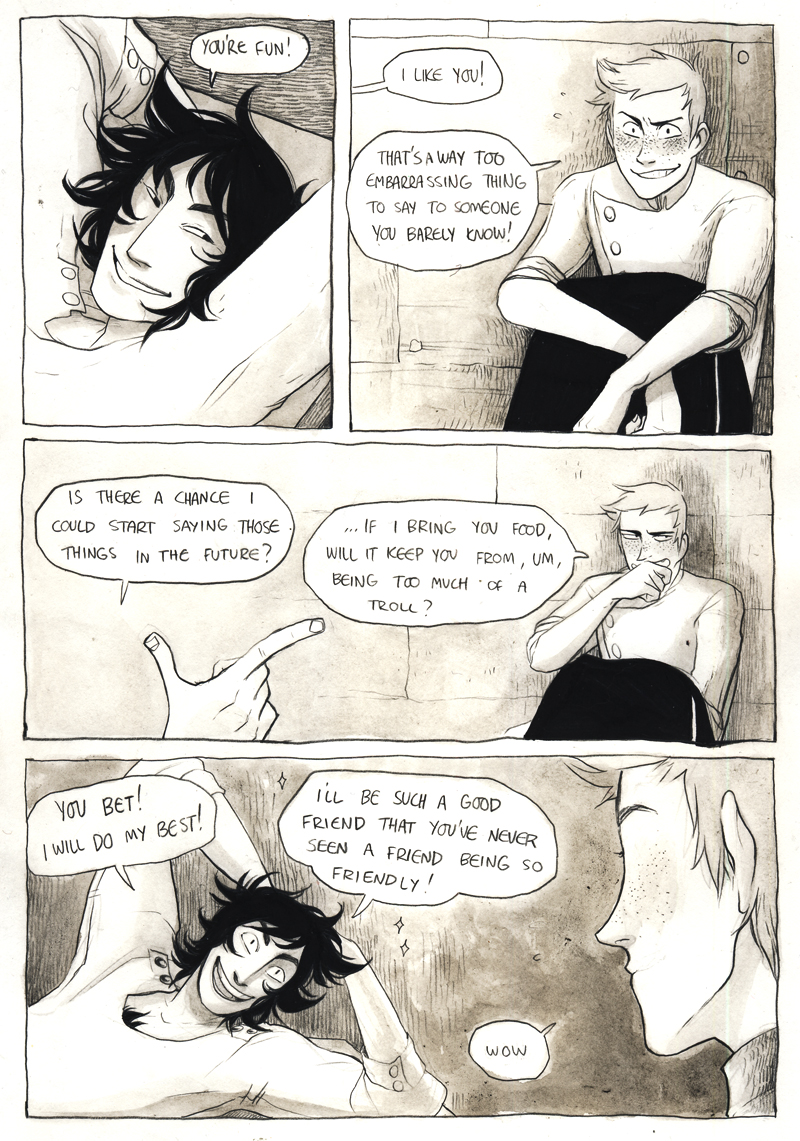 YOU'RE FUN!
I LIKE YOU!
THAT'S A WAY TOO
EMBARRASSING THING
TO SAY TO SOMEONE
YOU BARELY KNOW!
IS THERE A CHANCE I
COULD START SAYING THOSE
THINGS IN THE FUTURE?
...IF I BRING YOU FOOD,
WILL IT KEEP YOU FROM, UM,
BEING TOO MUCH OF A
TROLL?
YOU BET!
I WILL DO MY BEST!
I'LL BE SUCH A GOOD
FRIEND THAT YOU'VE NEVER
SEEN A FRIEND BEING SO
FRIENDLY!
WOW